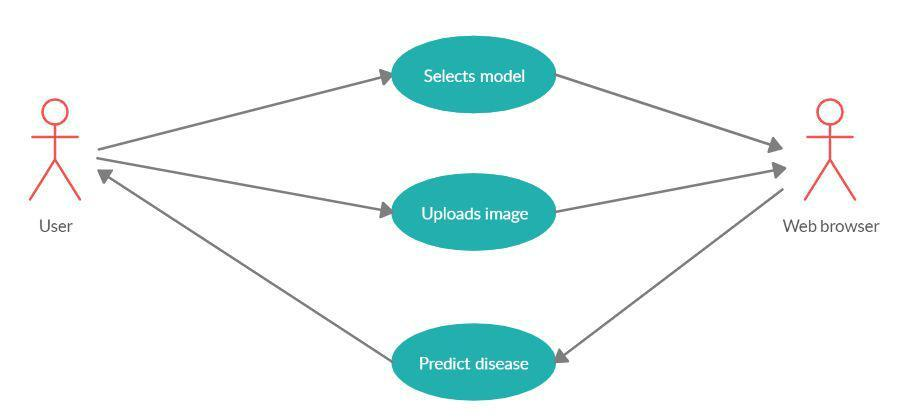 Selects model
Uploads image
User
Web browser
Predict disease